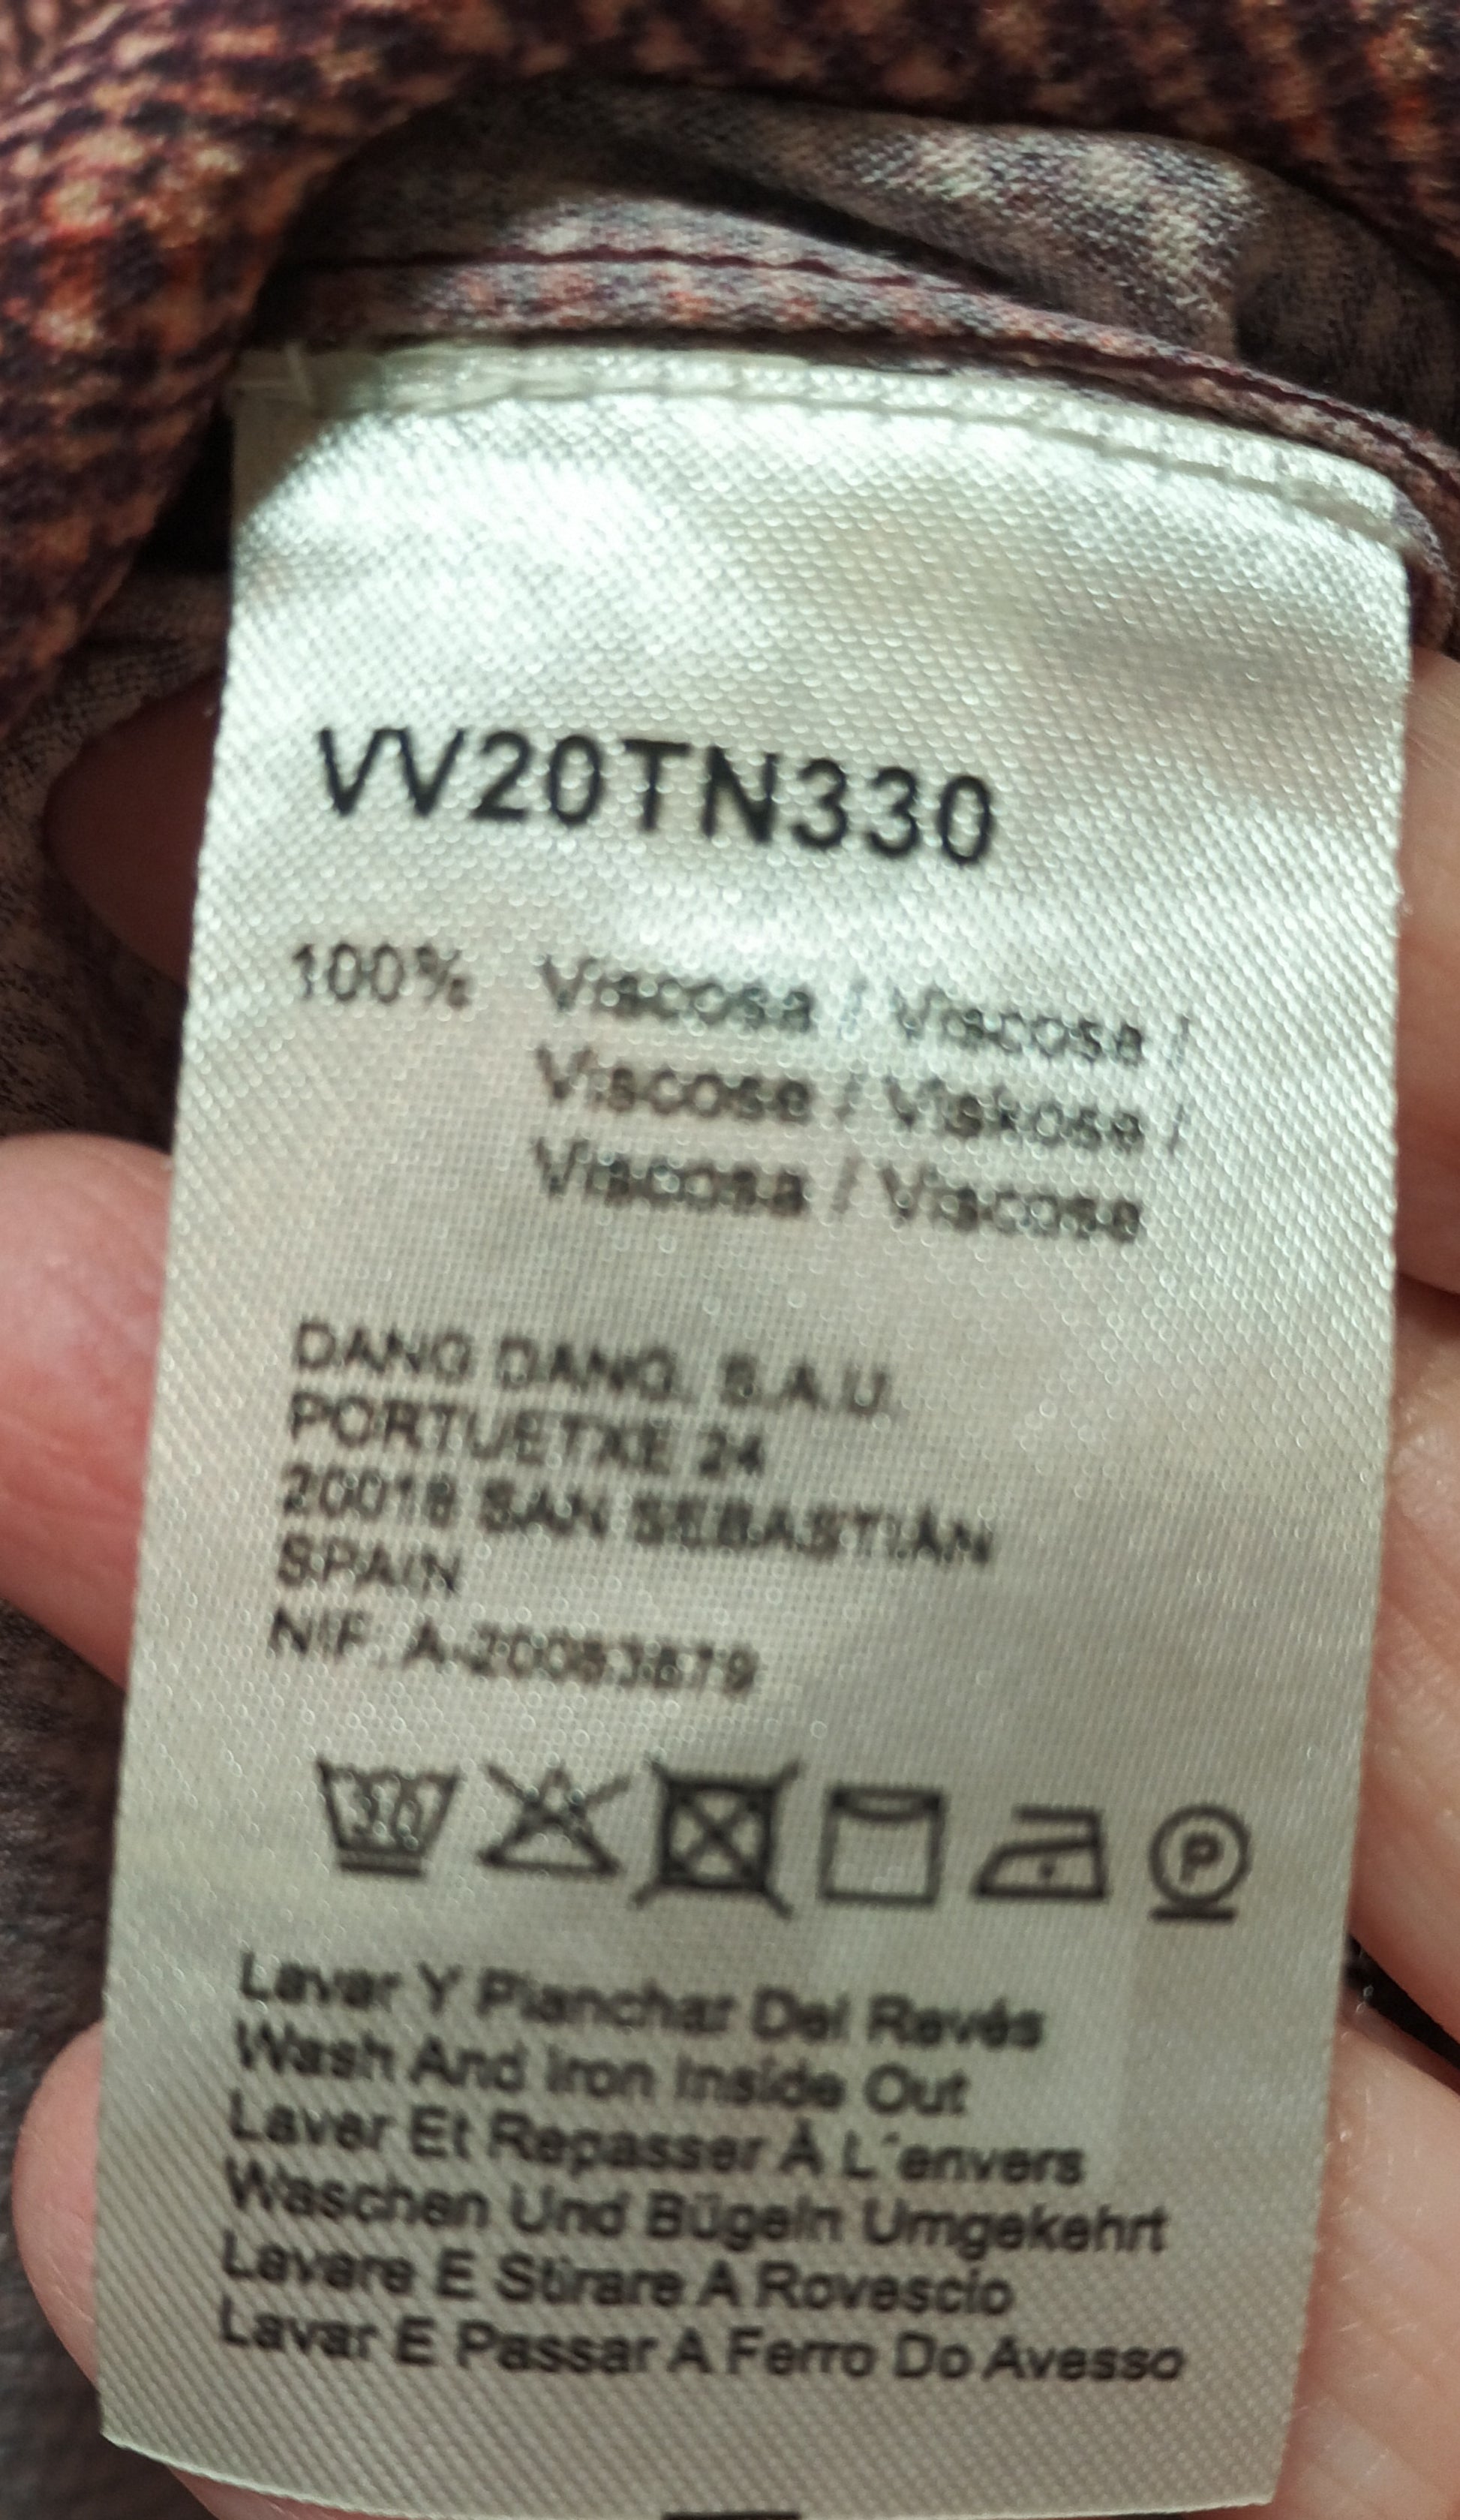 VV20TN330
100% Viscosa / Viscose /
Viscose / Viskose /
Viscosa / Viscose
DANG DANG, S.A.U.
PORTUETXE 24
20018 SAN SEBASTIÁN
SPAIN
NIF. A-20083879
30
P
Lavar Y Planchar Del Revés
Wash And Iron Inside Out
Laver Et Repasser À L´envers
Waschen Und Bügeln Umgekehrt
Lavare E Stirare A Rovescio
Lavar E Passar A Ferro Do Avesso